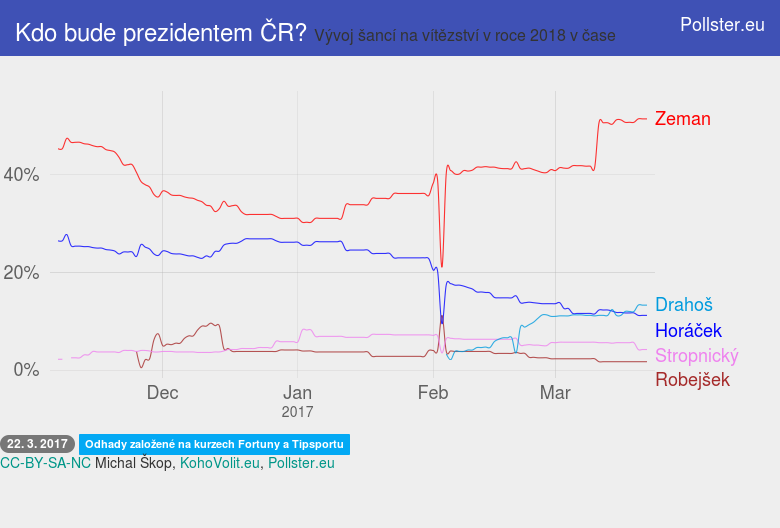 Kdo bude prezidentem ČR? Vývoj šancí na vítězství v roce 2018 v čase
Pollster.eu
Zeman
40%
20%
Drahoš
Horáček
Stropnický
0%
Robejšek
Dec Jan Feb Mar
2017
22. 3. 2017 Odhady založené na kurzech Fortuny a Tipsportu
CC-BY-SA-NC Michal Škop, KohoVolit.eu, Pollster.eu